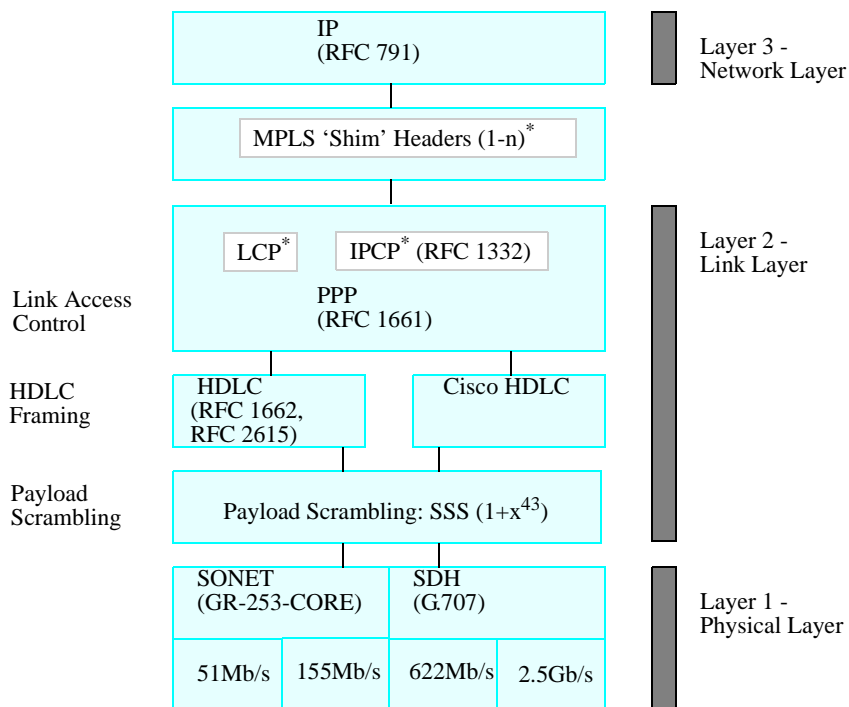 IP
(RFC 791)
Layer 3 -
Network Layer
MPLS ‘Shim’ Headers (1-n)*
LCP*
IPCP* (RFC 1332)
Layer 2 -
Link Layer
PPP
(RFC 1661)
Link Access
Control
HDLC
Framing
HDLC
(RFC 1662,
RFC 2615)
Cisco HDLC
Payload
Scrambling
Payload Scrambling: SSS (1+x43)
SONET
(GR-253-CORE)
SDH
(G.707)
Layer 1 -
Physical Layer
51Mb/s
155Mb/s
622Mb/s
2.5Gb/s